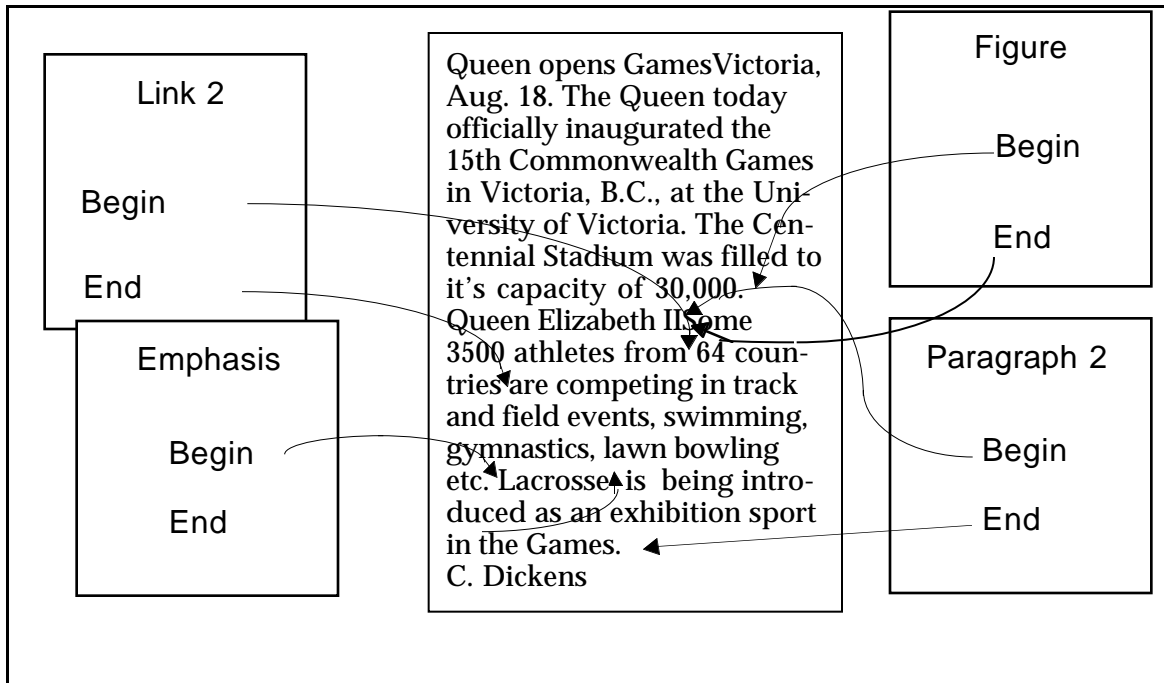 Link 2
Begin
End
Emphasis
Begin
End
Queen opens GamesVictoria,
Aug. 18. The Queen today
officially inaugurated the
15th Commonwealth Games
in Victoria, B.C., at the Uni-
versity of Victoria. The Cen-
tennial Stadium was filled to
it's capacity of 30,000.
Queen Elizabeth IISome
3500 athletes from 64 coun-
tries are competing in track
and field events, swimming,
gymnastics, lawn bowling
etc. Lacrosse is being intro-
duced as an exhibition sport
in the Games.
C. Dickens
Figure
Begin
End
Paragraph 2
Begin
End